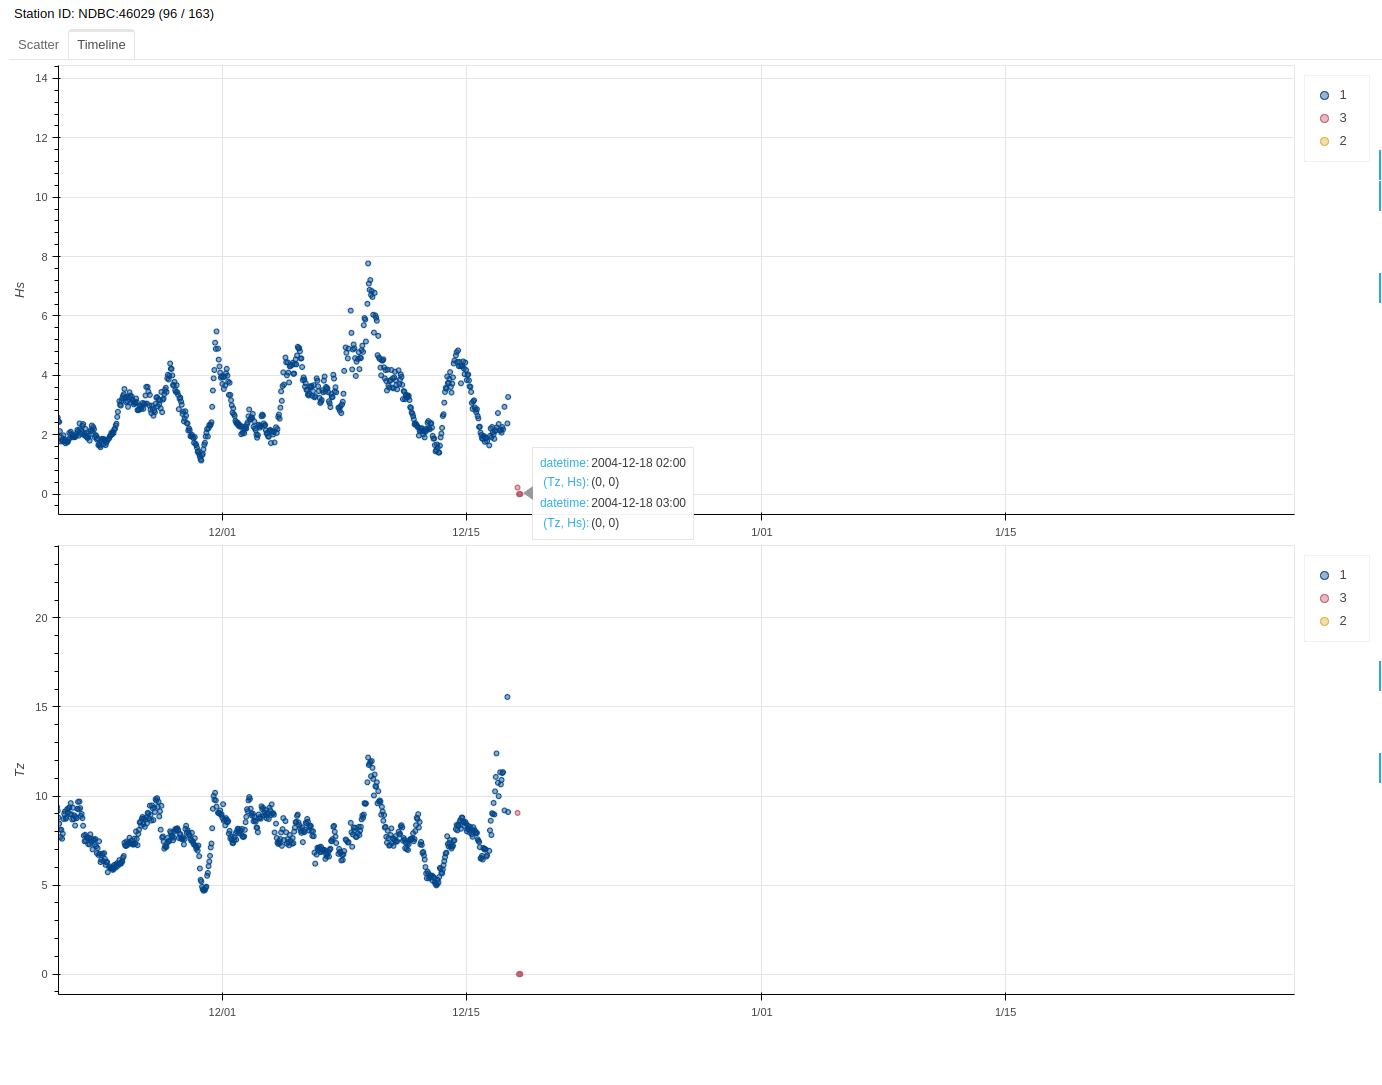 Station ID: NDBC:46029 (96 / 163)
Scatter Timeline
14
12
10
8
6
4
2
0
Hs
12/01 12/15 1/01 1/15
1
3
2
datetime: 2004-12-18 02:00
(Tz, Hs): (0, 0)
datetime: 2004-12-18 03:00
(Tz, Hs): (0, 0)
20
15
10
5
0
Tz
12/01 12/15 1/01 1/15
1
3
2